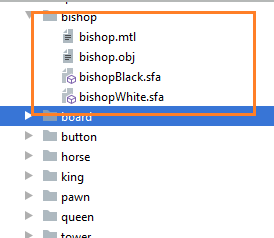 bishop
bishop.mtl
bishop.obj
bishopBlack.sfa
bishopWhite.sfa
board
button
horse
king
pawn
queen
tower